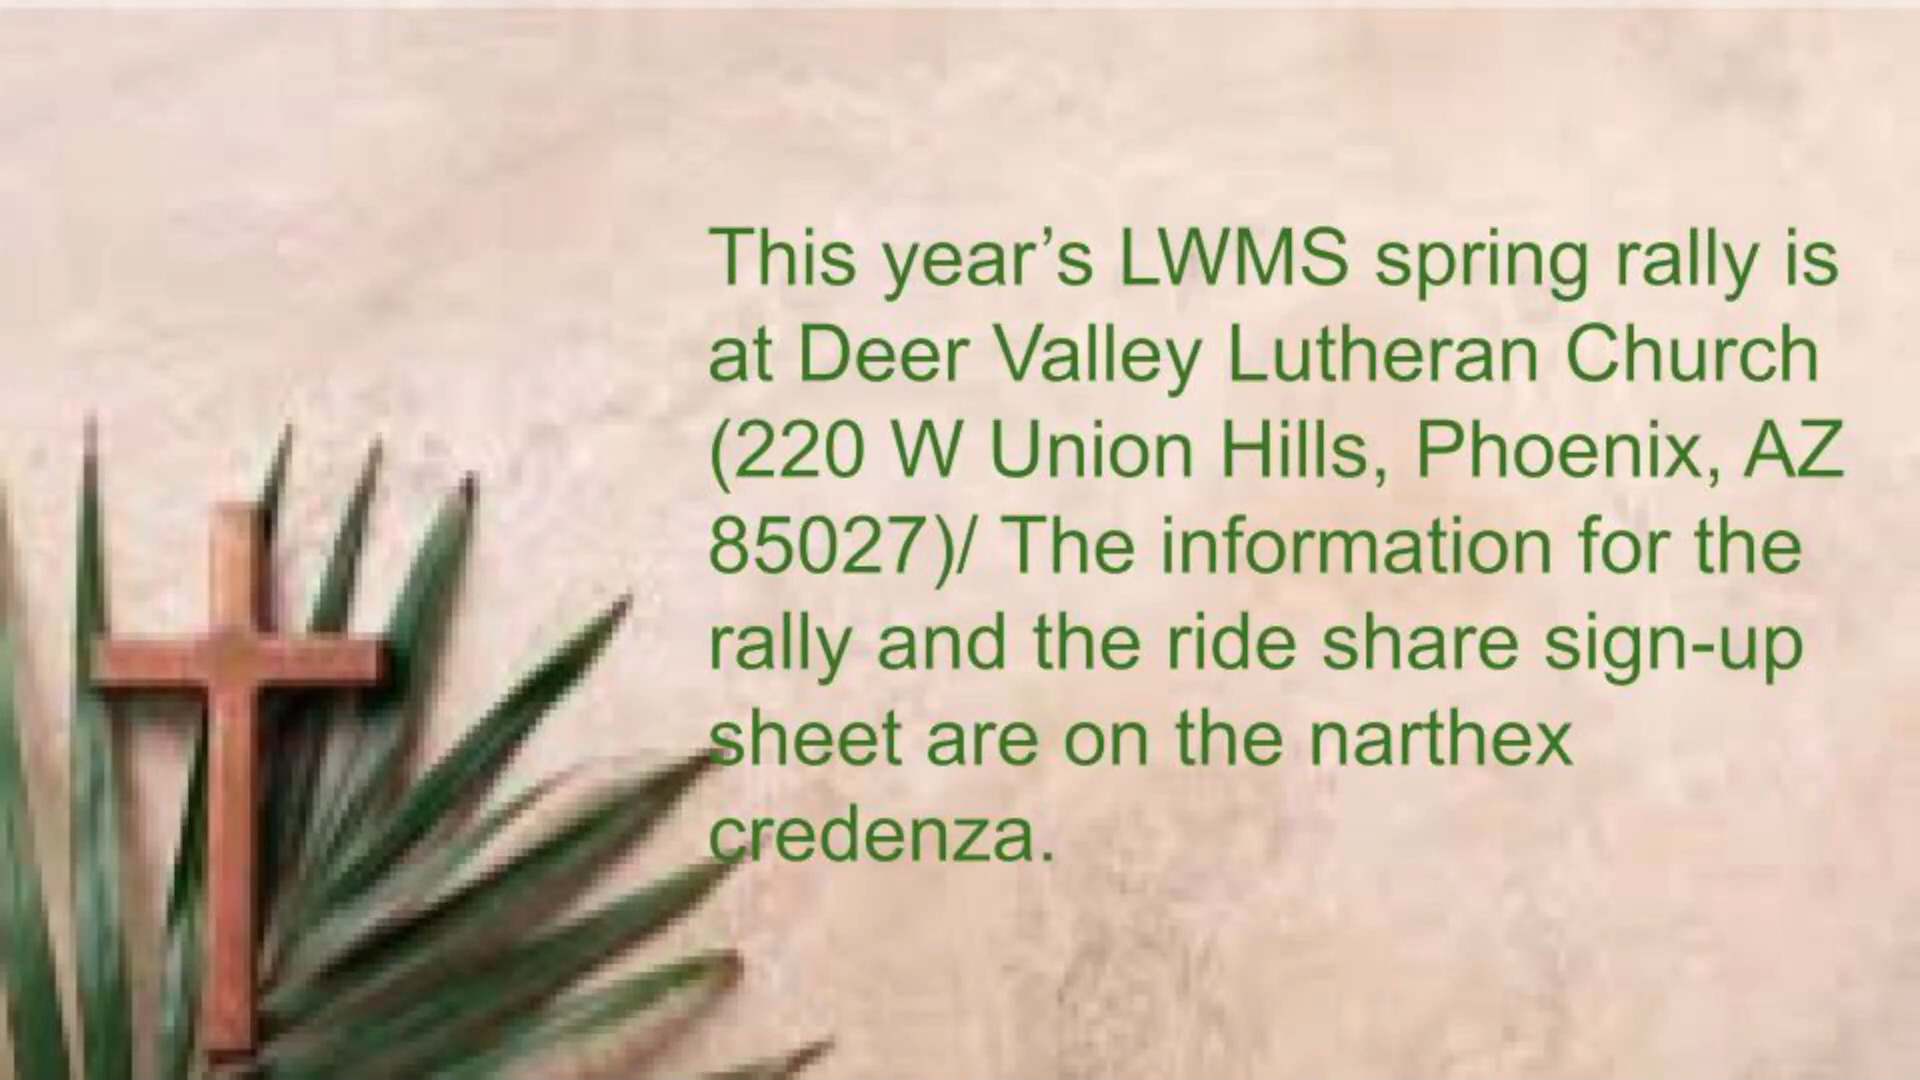 This year’s LWMS spring rally is
at Deer Valley Lutheran Church
(220 W Union Hills, Phoenix, AZ
85027)/ The information for the
rally and the ride share sign-up
sheet are on the narthex
credenza.